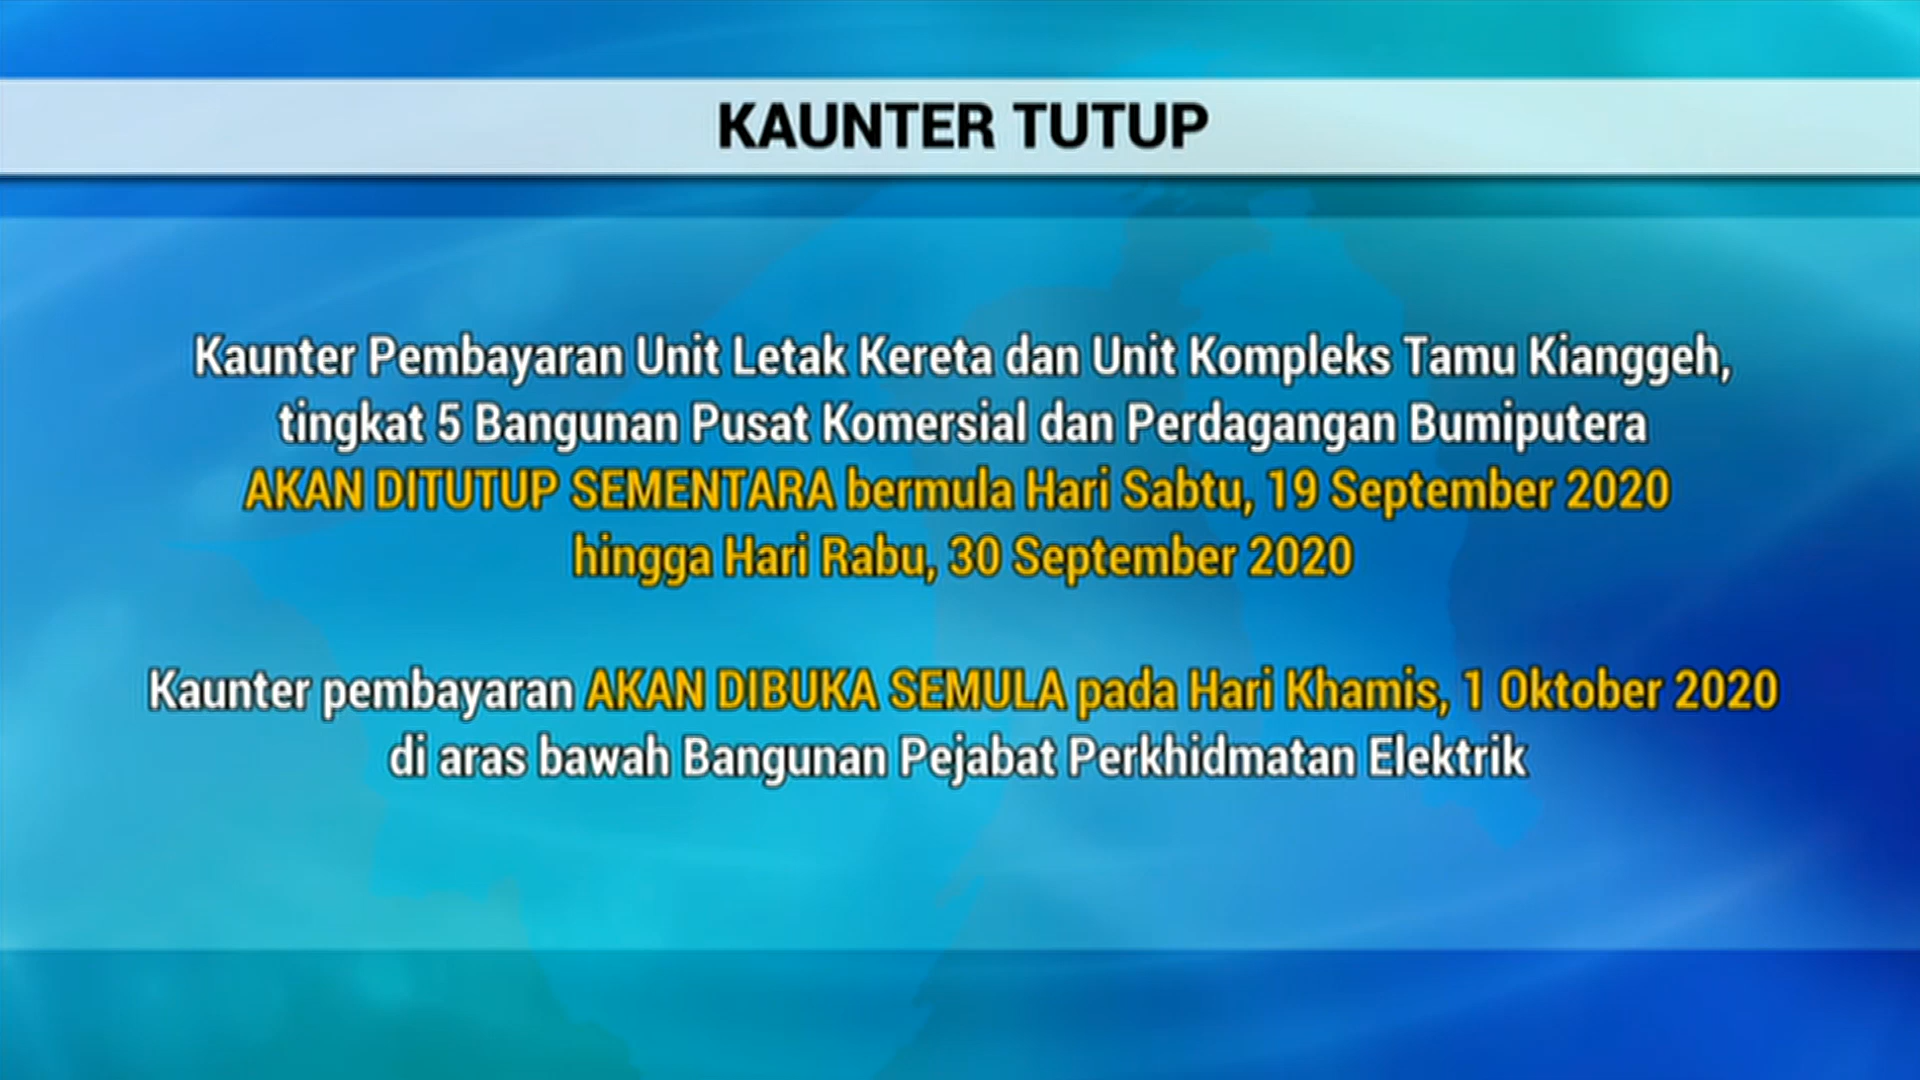 KAUNTER TUTUP
Kaunter Pembayaran Unit Letak Kereta dan Unit Kompleks Tamu Kianggeh,
tingkat 5 Bangunan Pusat Komersial dan Perdagangan Bumiputera
AKAN DITUTUP SEMENTARA bermula Hari Sabtu, 19 September 2020
hingga Hari Rabu, 30 September 2020
Kaunter pembayaran AKAN DIBUKA SEMULA pada Hari Khamis, 1 Oktober 2020
di aras bawah Bangunan Pejabat Perkhidmatan Elektrik